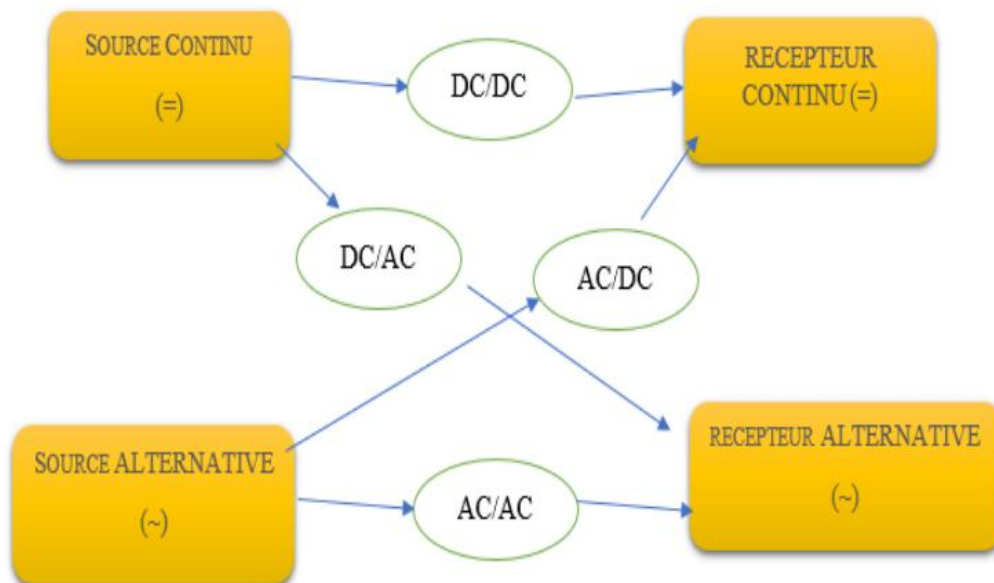 SOURCE CONTINU
(=)
DC/DC
RECEPTEUR
CONTINU (=)
DC/AC
AC/DC
SOURCE ALTERNATIVE
(~)
AC/AC
RECEPTEUR ALTERNATIVE
(~)